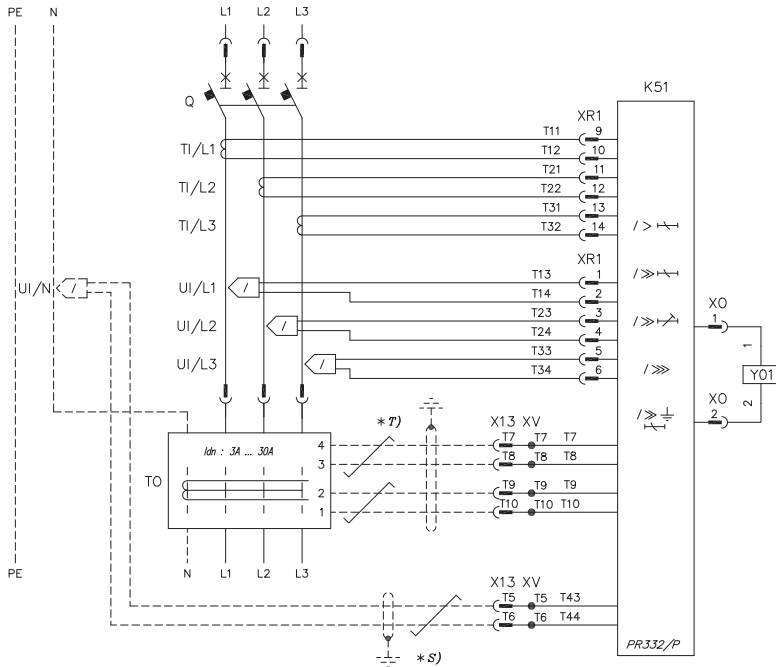 PE N L1 L2 L3
K51
Q
XR1
T11 9
TI/L1 T12 10
T21 11
TI/L2 T22 12
T31 13
TI/L3 T32 14
/ >
XR1
T13 1
/ >>
UI/N / UI/L1 / T14 2
XO
T23 3
/ >>
1
UI/L2 / T24 4
T33 5
1
UI/L3 / T34 6
/ >>>
Y01
2
XO
/ >>
2
* T) X13 XV
Idn : 3A ... 30A 4 T7 T7 T7
3 T8 T8 T8
TO
2 T9 T9 T9
1 T10 T10 T10
PE N L1 L2 L3
X13 XV
T5 T5 T43
T6 T6 T44
PR332/P
* S)